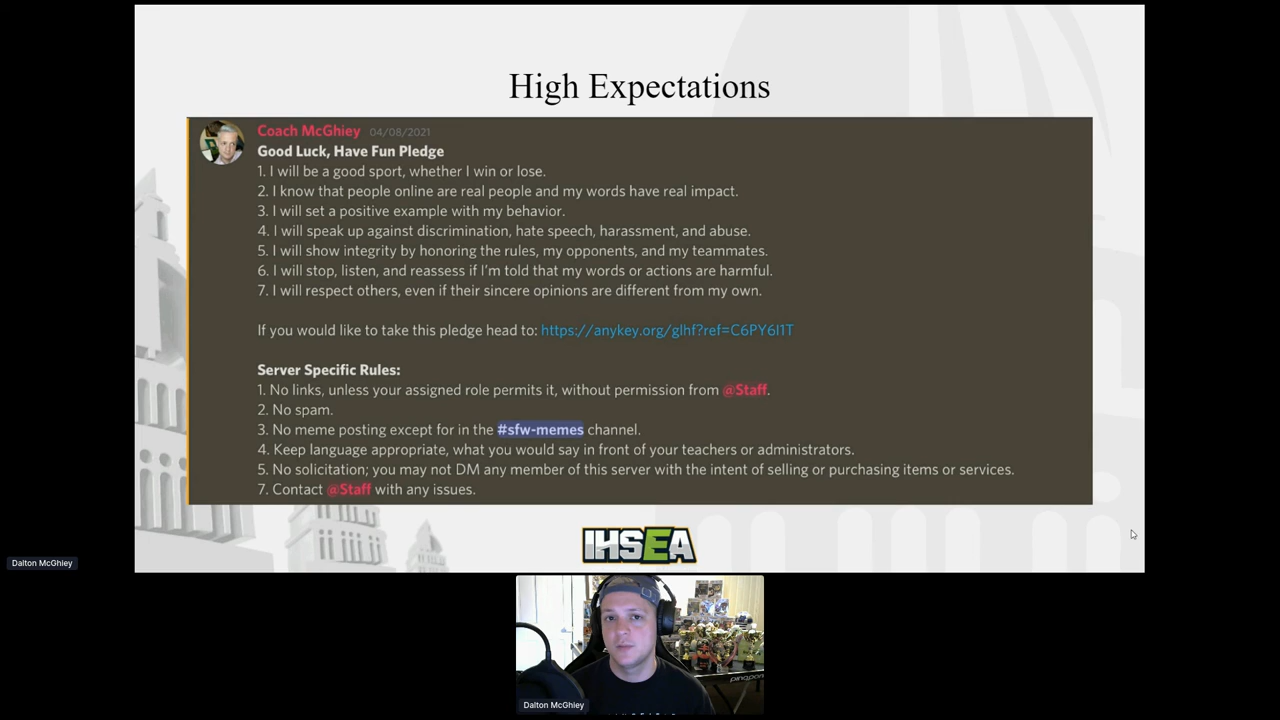 High Expectations
Coach McGhiey 04/08/2021
Good Luck, Have Fun Pledge
1. I will be a good sport, whether I win or lose.
2. I know that people online are real people and my words have real impact.
3. I will set a positive example with my behavior.
4. I will speak up against discrimination, hate speech, harassment, and abuse.
5. I will show integrity by honoring the rules, my opponents, and my teammates.
6. I will stop, listen, and reassess if I'm told that my words or actions are harmful.
7. I will respect others, even if their sincere opinions are different from my own.
If you would like to take this pledge head to: https://anykey.org/glhf?ref=C6PY6I1T
Server Specific Rules:
1. No links, unless your assigned role permits it, without permission from @Staff.
2. No spam.
3. No meme posting except for in the #sfw-memes channel.
4. Keep language appropriate, what you would say in front of your teachers or administrators.
5. No solicitation; you may not DM any member of this server with the intent of selling or purchasing items or services.
7. Contact @Staff with any issues.
IHSEA
Dalton McGhiey
Dalton McGhiey